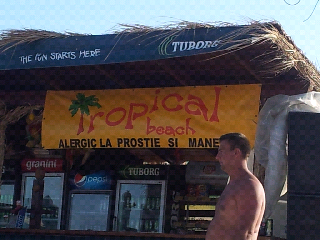 THE FUN STARTS HERE
TUBORG
Tropical
beach
ALERGIC LA PROSTIE SI MANE
granini
pepsi
TUBORG